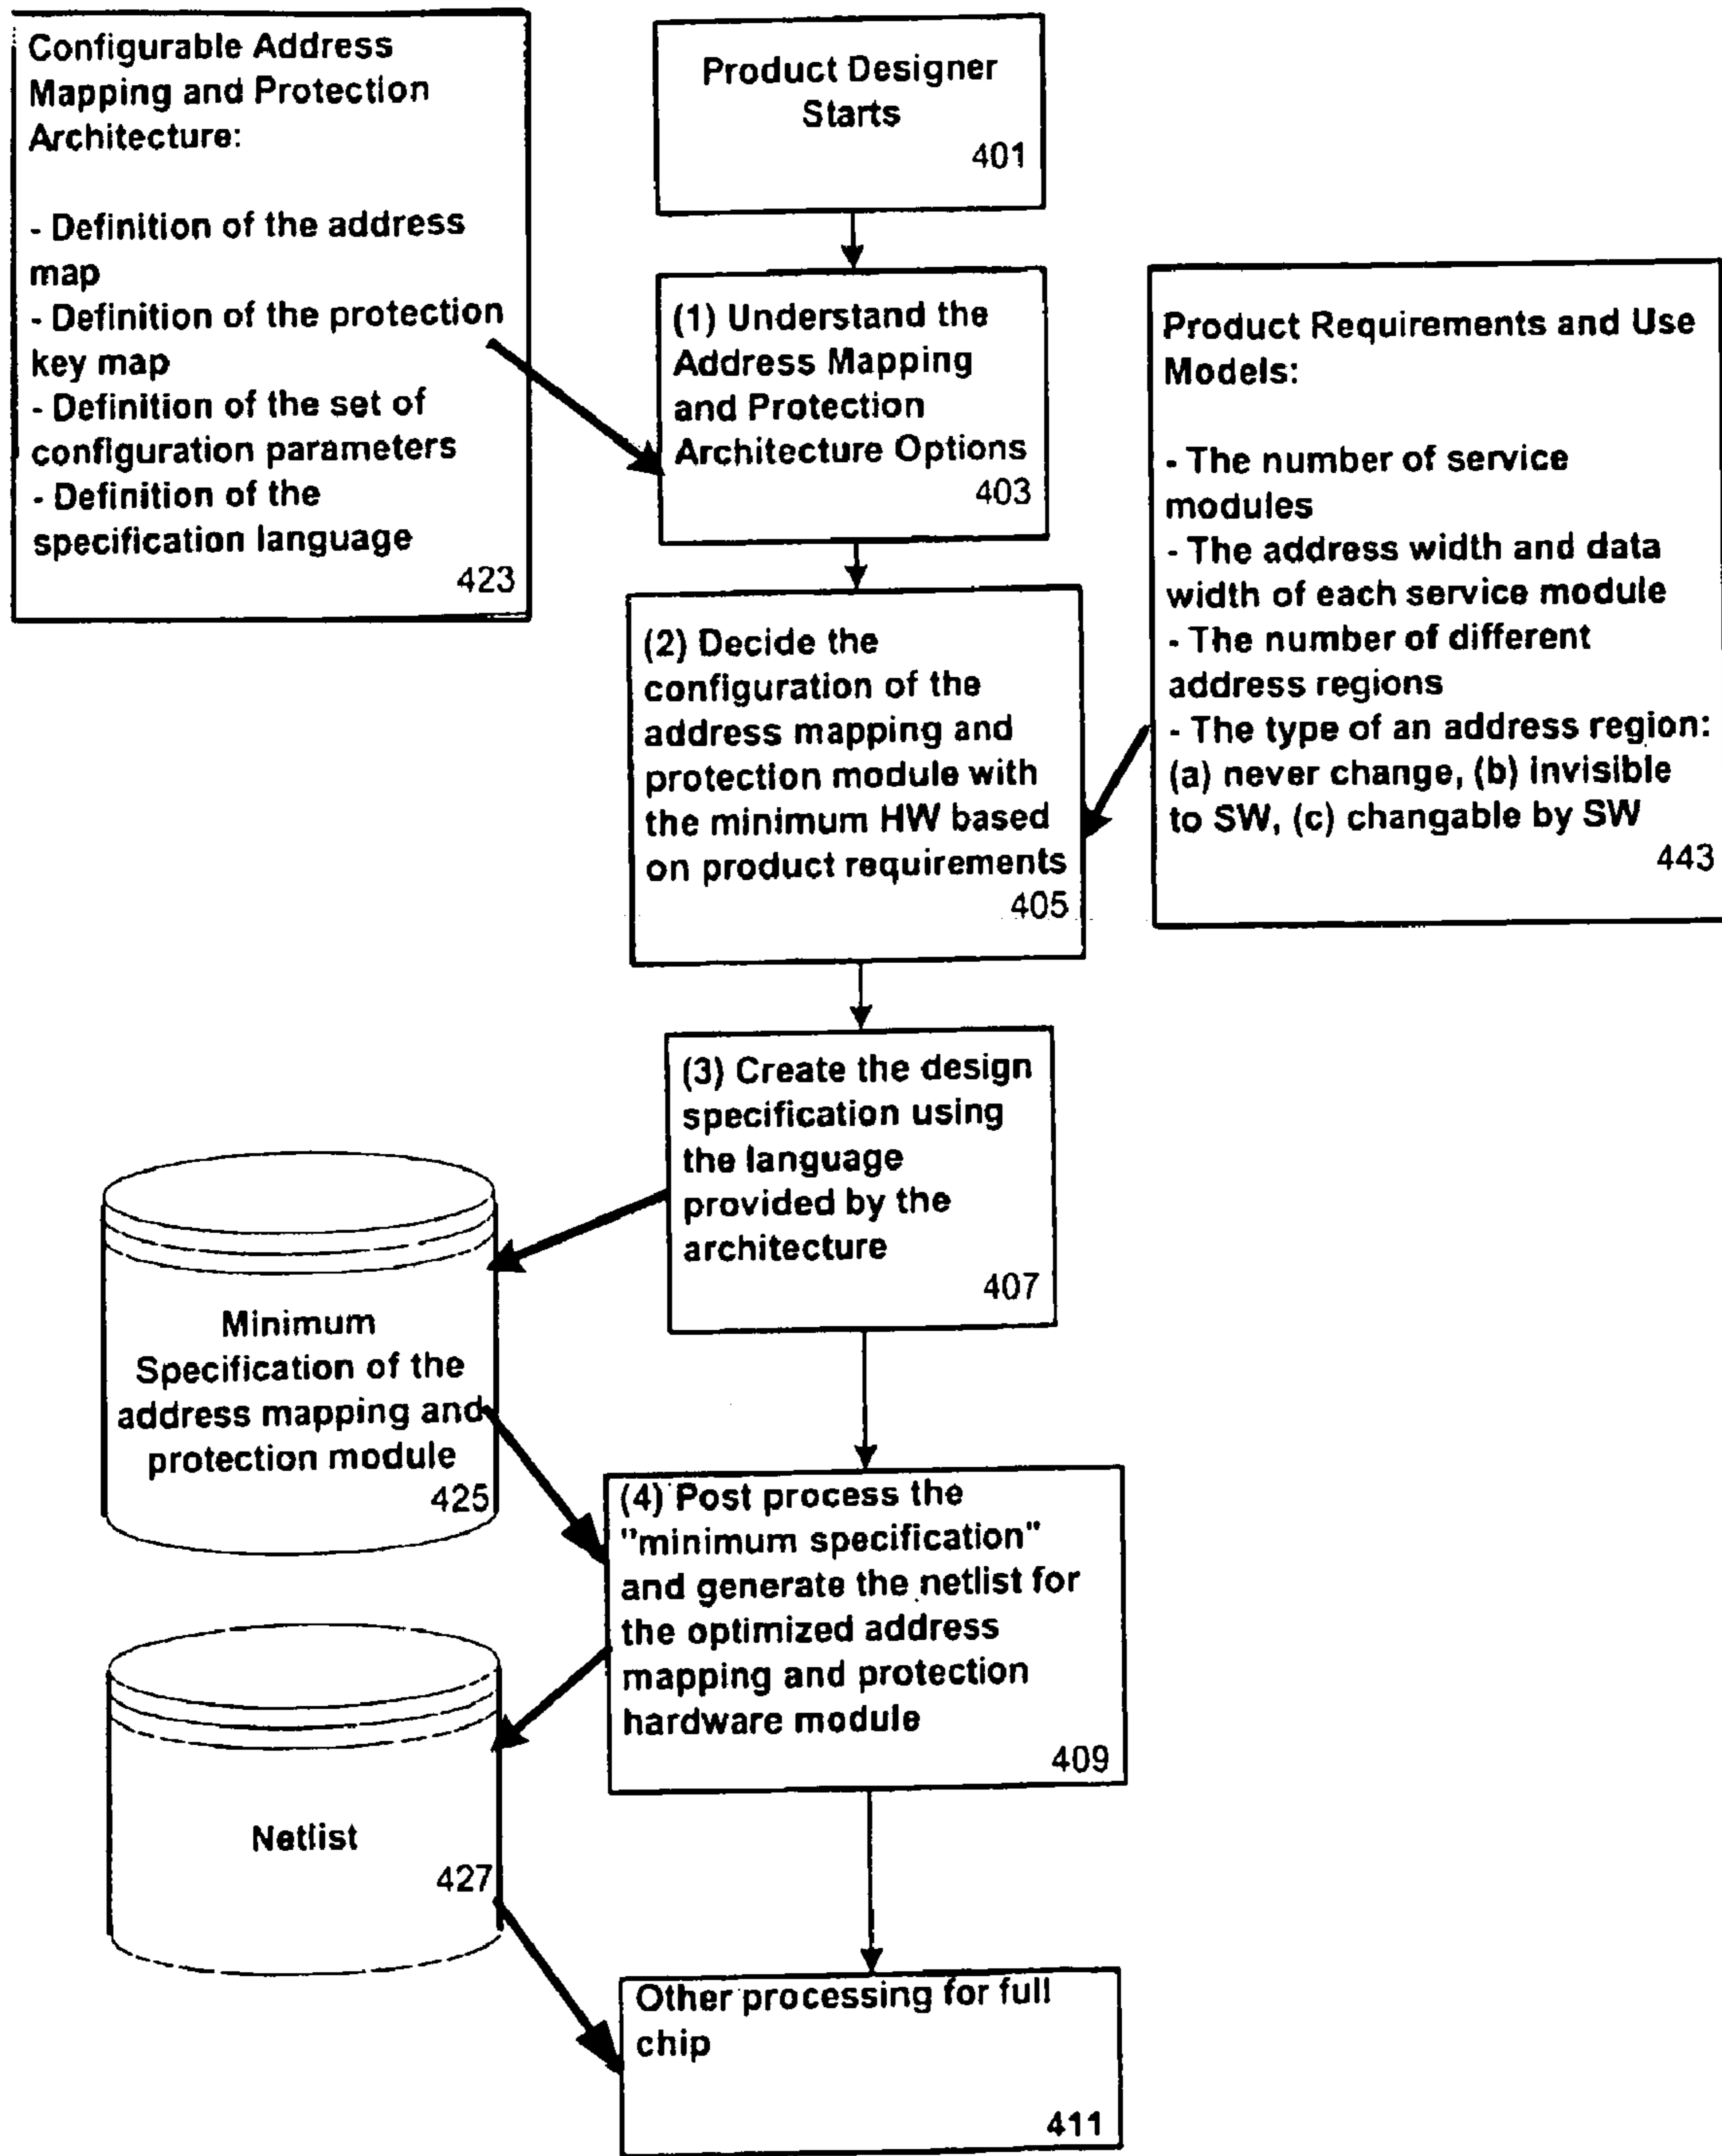 Configurable Address
Mapping and Protection
Architecture:
- Definition of the address
map
- Definition of the protection
key map
- Definition of the set of
configuration parameters
- Definition of the
specification language
423
Product Designer
Starts
401
(1) Understand the
Address Mapping
and Protection
Architecture Options
403
Product Requirements and Use
Models:
- The number of service
modules
- The address width and data
width of each service module
- The number of different
address regions
- The type of an address region:
(a) never change, (b) invisible
to SW, (c) changable by SW
443
(2) Decide the
configuration of the
address mapping and
protection module with
the minimum HW based
on product requirements
405
(3) Create the design
specification using
the language
provided by the
architecture
407
Minimum
Specification of the
address mapping and
protection module
425
(4) Post process the
"minimum specification"
and generate the netlist for
the optimized address
mapping and protection
hardware module
409
Netlist
427
Other processing for full
chip
411